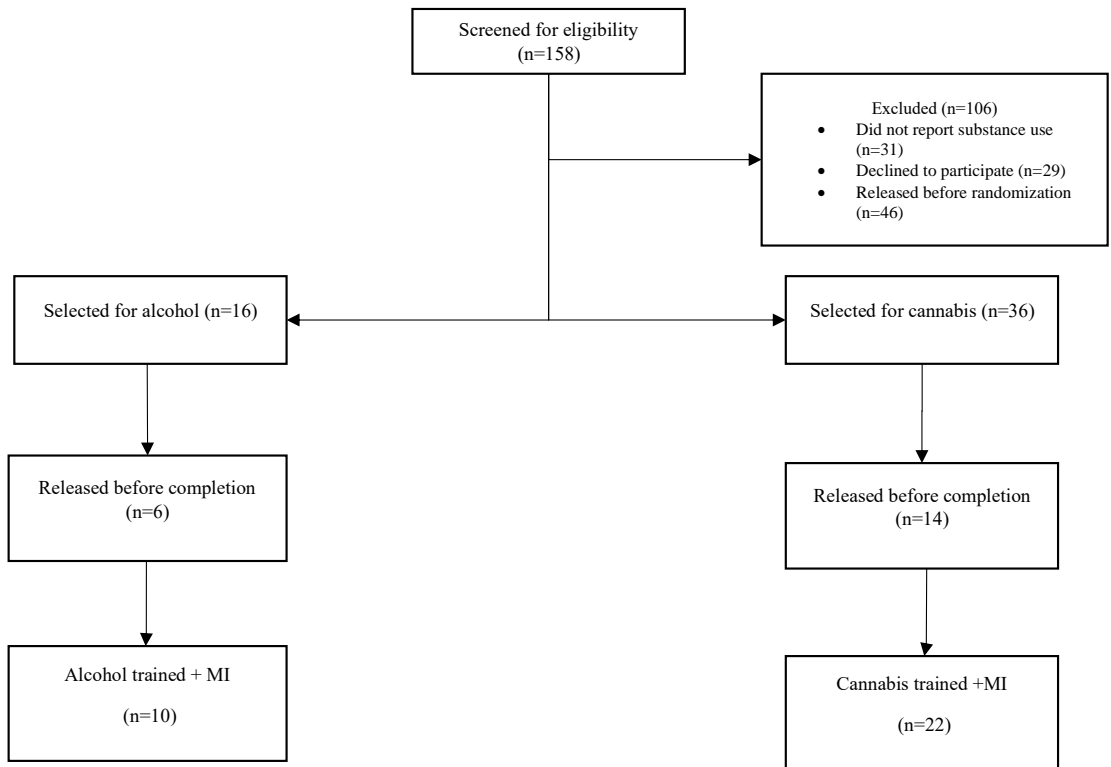 Screened for eligibility
(n=158)
Excluded (n=106)
• Did not report substance use
(n=31)
• Declined to participate (n=29)
• Released before randomization
(n=46)
Selected for alcohol (n=16)
Selected for cannabis (n=36)
Released before completion
(n=6)
Released before completion
(n=14)
Alcohol trained + MI
(n=10)
Cannabis trained +MI
(n=22)